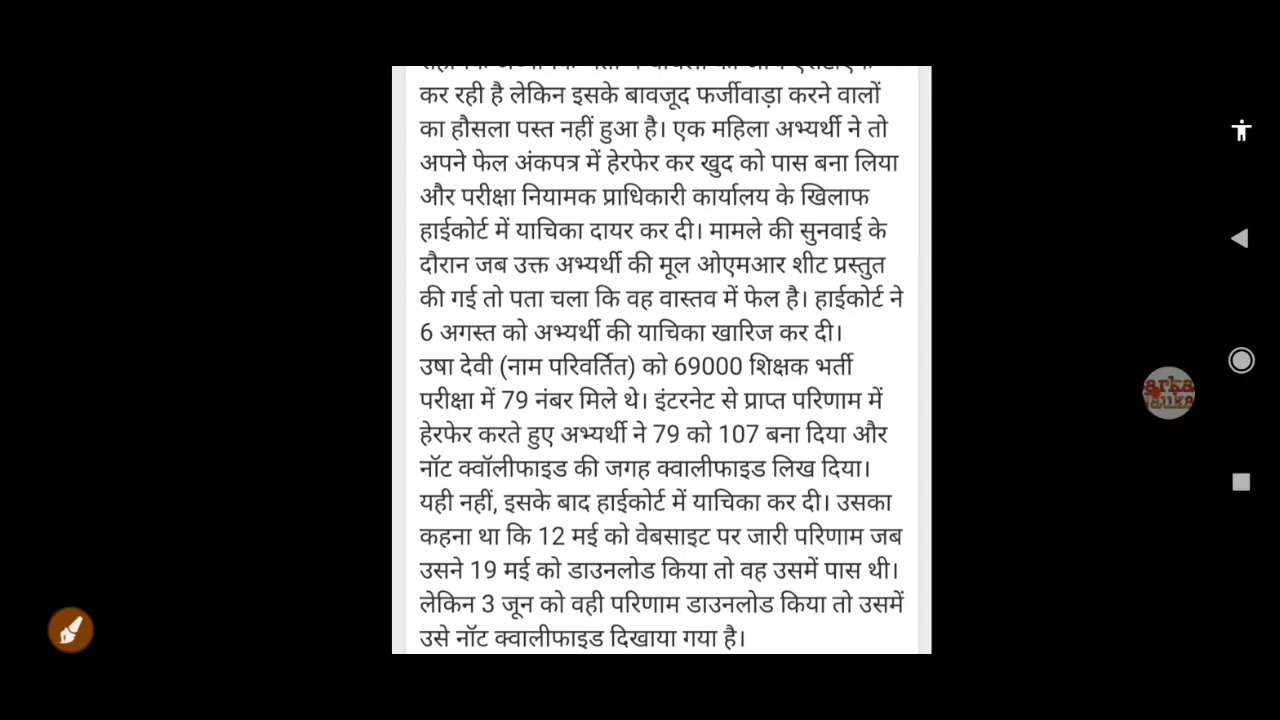 कर रही है लेकिन इसके बावजूद फर्जीवाड़ा करने वालों
का हौसला पस्त नहीं हुआ है। एक महिला अभ्यर्थी ने तो
अपने फेल अंकपत्र में हेरफेर कर खुद को पास बना लिया
और परीक्षा नियामक प्राधिकारी कार्यालय के खिलाफ
हाईकोर्ट में याचिका दायर कर दी। मामले की सुनवाई के
दौरान जब उक्त अभ्यर्थी की मूल ओएमआर शीट प्रस्तुत
की गई तो पता चला कि वह वास्तव में फेल है। हाईकोर्ट ने
6 अगस्त को अभ्यर्थी की याचिका खारिज कर दी।
उषा देवी (नाम परिवर्तित) को 69000 शिक्षक भर्ती
परीक्षा में 79 नंबर मिले थे। इंटरनेट से प्राप्त परिणाम में
हेरफेर करते हुए अभ्यर्थी ने 79 को 107 बना दिया और
नॉट क्वॉलीफाइड की जगह क्वालीफाइड लिख दिया।
यही नहीं, इसके बाद हाईकोर्ट में याचिका कर दी। उसका
कहना था कि 12 मई को वेबसाइट पर जारी परिणाम जब
उसने 19 मई को डाउनलोड किया तो वह उसमें पास थी।
लेकिन 3 जून को वही परिणाम डाउनलोड किया तो उसमें
उसे नॉट क्वालीफाइड दिखाया गया है।